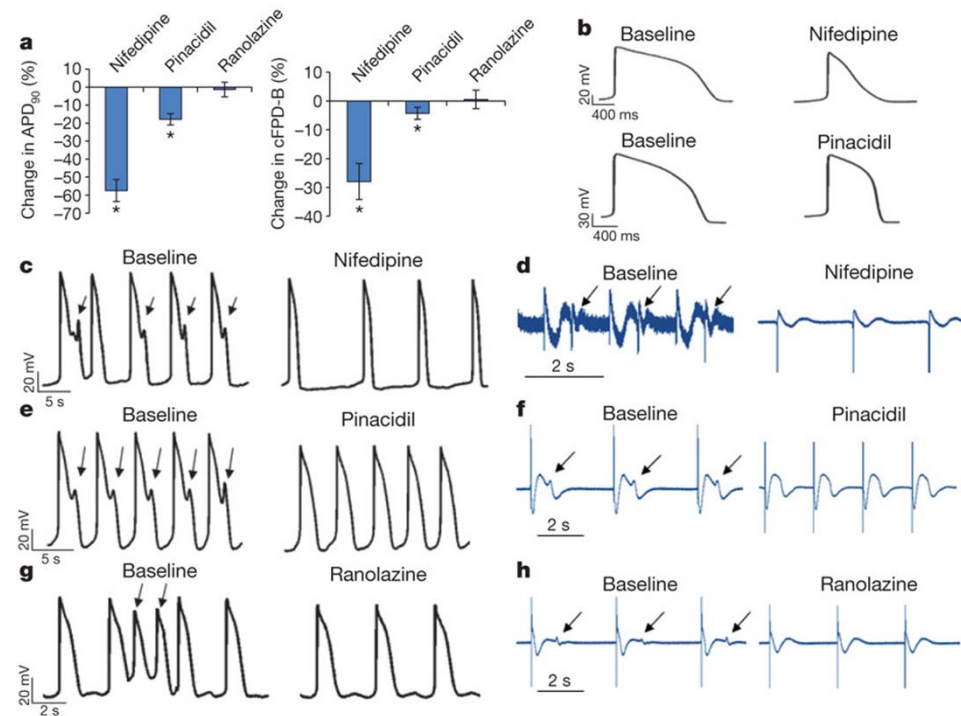 a
Nifedipine
Pinacidil
Ranolazine
Change in APD90 (%)
10
0
–10
–20
–30
–40
–50
–60
–70
*
*
Nifedipine
Pinacidil
Ranolazine
Change in cFPD-B (%)
10
0
–10
–20
–30
–40
*
*
b
Baseline
Nifedipine
20 mV
400 ms
Baseline
Pinacidil
30 mV
400 ms
c
Baseline
Nifedipine
20 mV
5 s
d
Baseline
Nifedipine
2 s
e
Baseline
Pinacidil
20 mV
5 s
f
Baseline
Pinacidil
2 s
g
Baseline
Ranolazine
20 mV
2 s
h
Baseline
Ranolazine
2 s